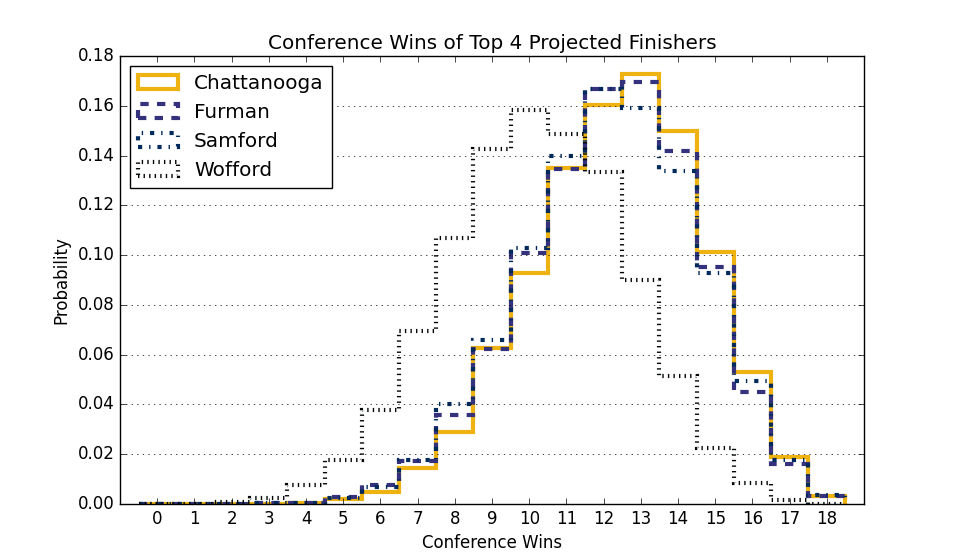 Conference Wins of Top 4 Projected Finishers
0.18
0.16
0.14
0.12
0.10
0.08
0.06
0.04
0.02
0.00
Probability
Chattanooga
Furman
Samford
Wofford
0 1 2 3 4 5 6 7 8 9 10 11 12 13 14 15 16 17 18
Conference Wins